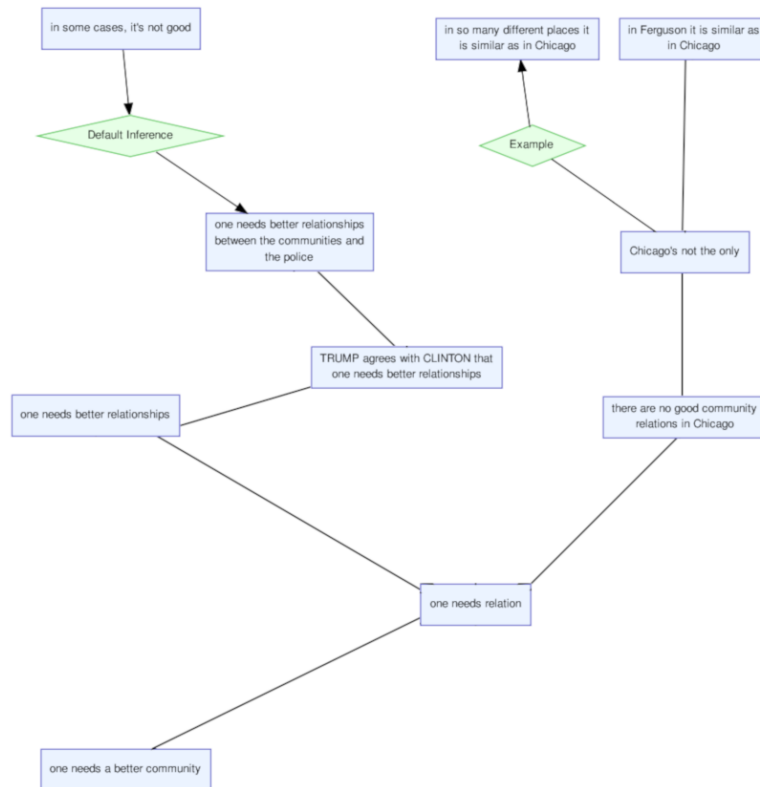 in some cases, it's not good
in so many different places it
is similar as in Chicago
in Ferguson it is similar as
in Chicago
Default Inference
Example
one needs better relationships
between the communities and
the police
Chicago's not the only
TRUMP agrees with CLINTON that
one needs better relationships
one needs better relationships
there are no good community
relations in Chicago
one needs relation
one needs a better community